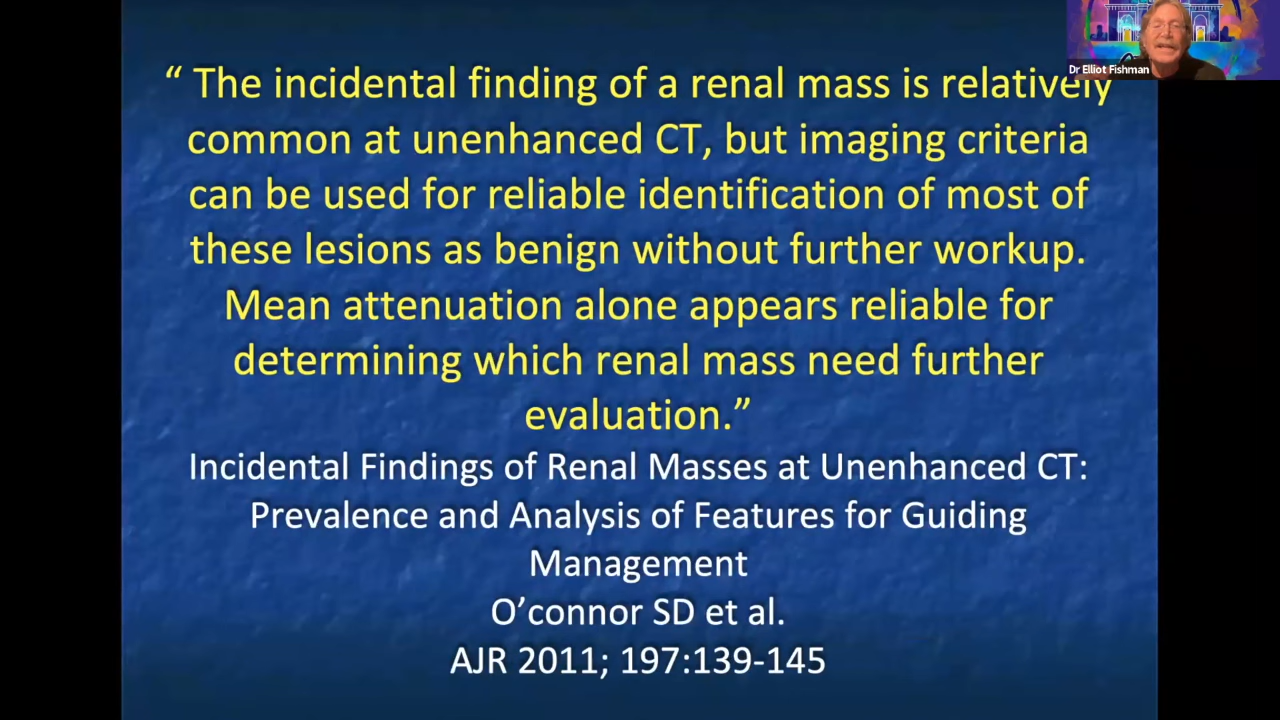 Dr Elliot Fishman
“ The incidental finding of a renal mass is relatively
common at unenhanced CT, but imaging criteria
can be used for reliable identification of most of
these lesions as benign without further workup.
Mean attenuation alone appears reliable for
determining which renal mass need further
evaluation.”
Incidental Findings of Renal Masses at Unenhanced CT:
Prevalence and Analysis of Features for Guiding
Management
O’connor SD et al.
AJR 2011; 197:139-145